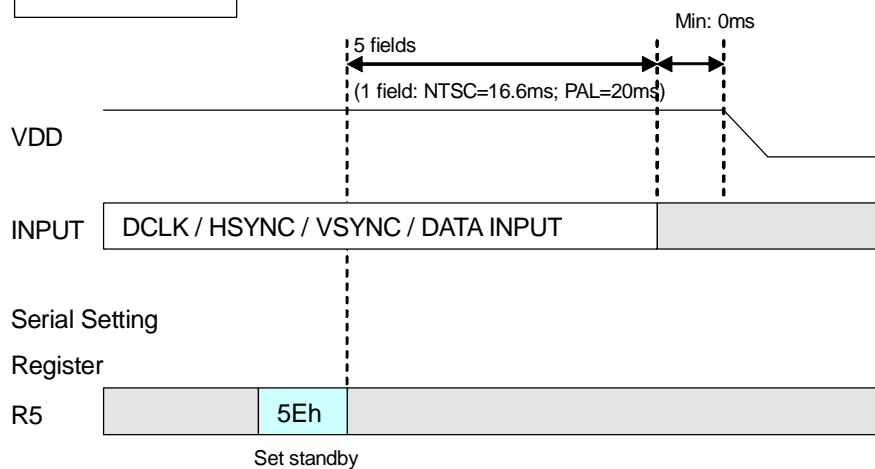 Min: 0ms
5 fields
(1 field: NTSC=16.6ms; PAL=20ms)
VDD
INPUT DCLK / HSYNC / VSYNC / DATA INPUT
Serial Setting
Register
R5 5Eh
Set standby